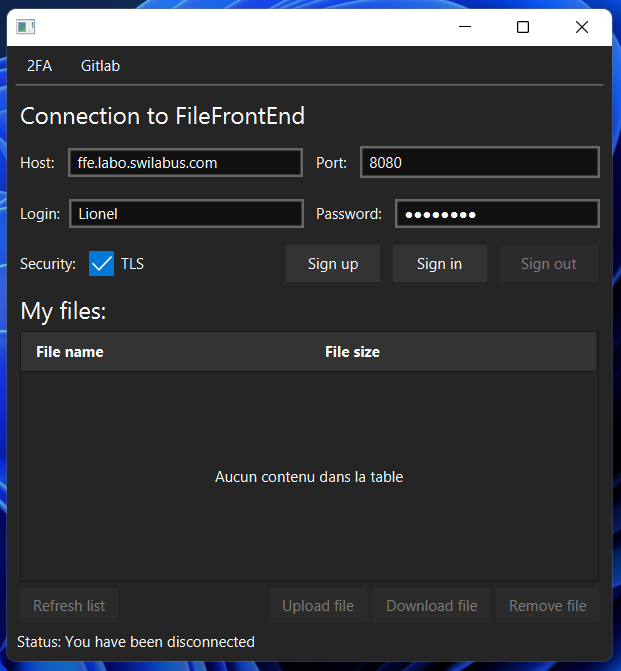 2FA Gitlab
Connection to FileFrontEnd
Host: ffe.labo.swilabus.com Port: 8080
Login: Lionel Password: ●●●●●●●●
Security: TLS Sign up Sign in Sign out
My files:
File name File size
Aucun contenu dans la table
Refresh list Upload file Download file Remove file
Status: You have been disconnected